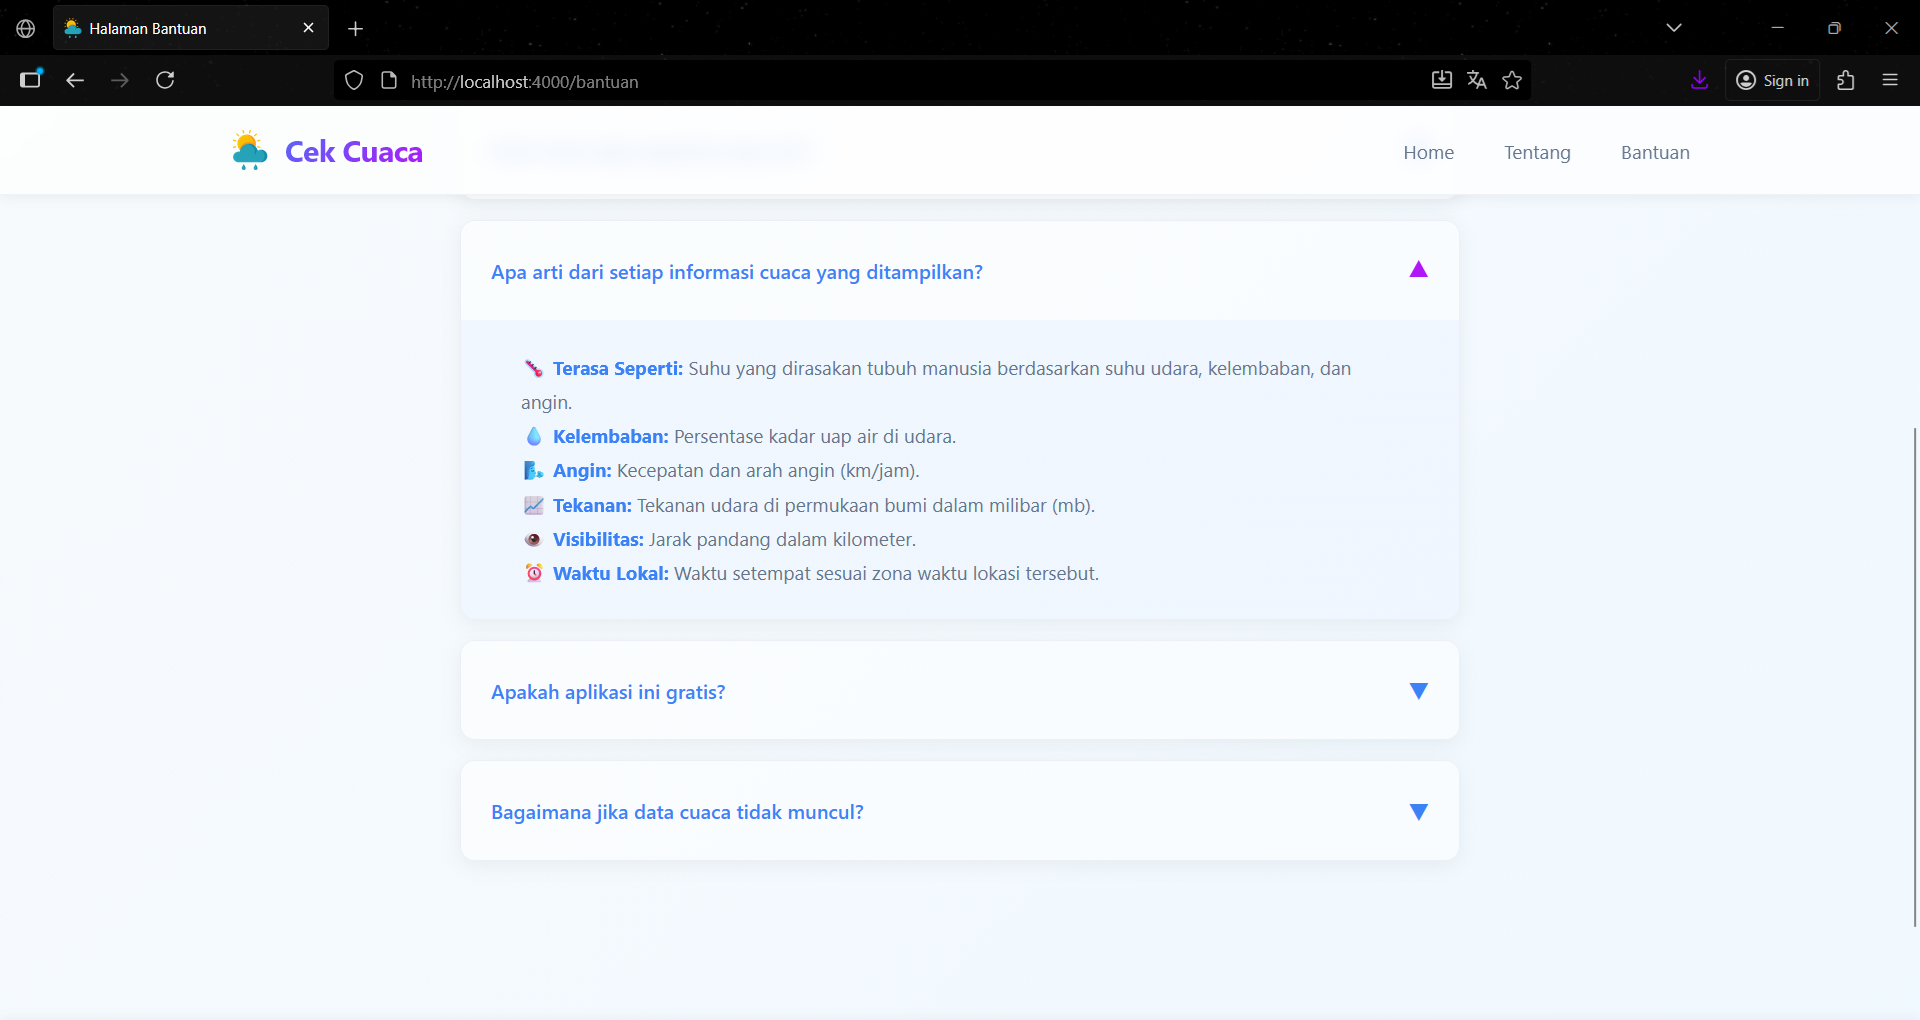 Halaman Bantuan
http://localhost:4000/bantuan
Sign in
Cek Cuaca
Home
Tentang
Bantuan
Apa arti dari setiap informasi cuaca yang ditampilkan?
Terasa Seperti: Suhu yang dirasakan tubuh manusia berdasarkan suhu udara, kelembaban, dan
angin.
Kelembaban: Persentase kadar uap air di udara.
Angin: Kecepatan dan arah angin (km/jam).
Tekanan: Tekanan udara di permukaan bumi dalam milibar (mb).
Visibilitas: Jarak pandang dalam kilometer.
Waktu Lokal: Waktu setempat sesuai zona waktu lokasi tersebut.
Apakah aplikasi ini gratis?
Bagaimana jika data cuaca tidak muncul?